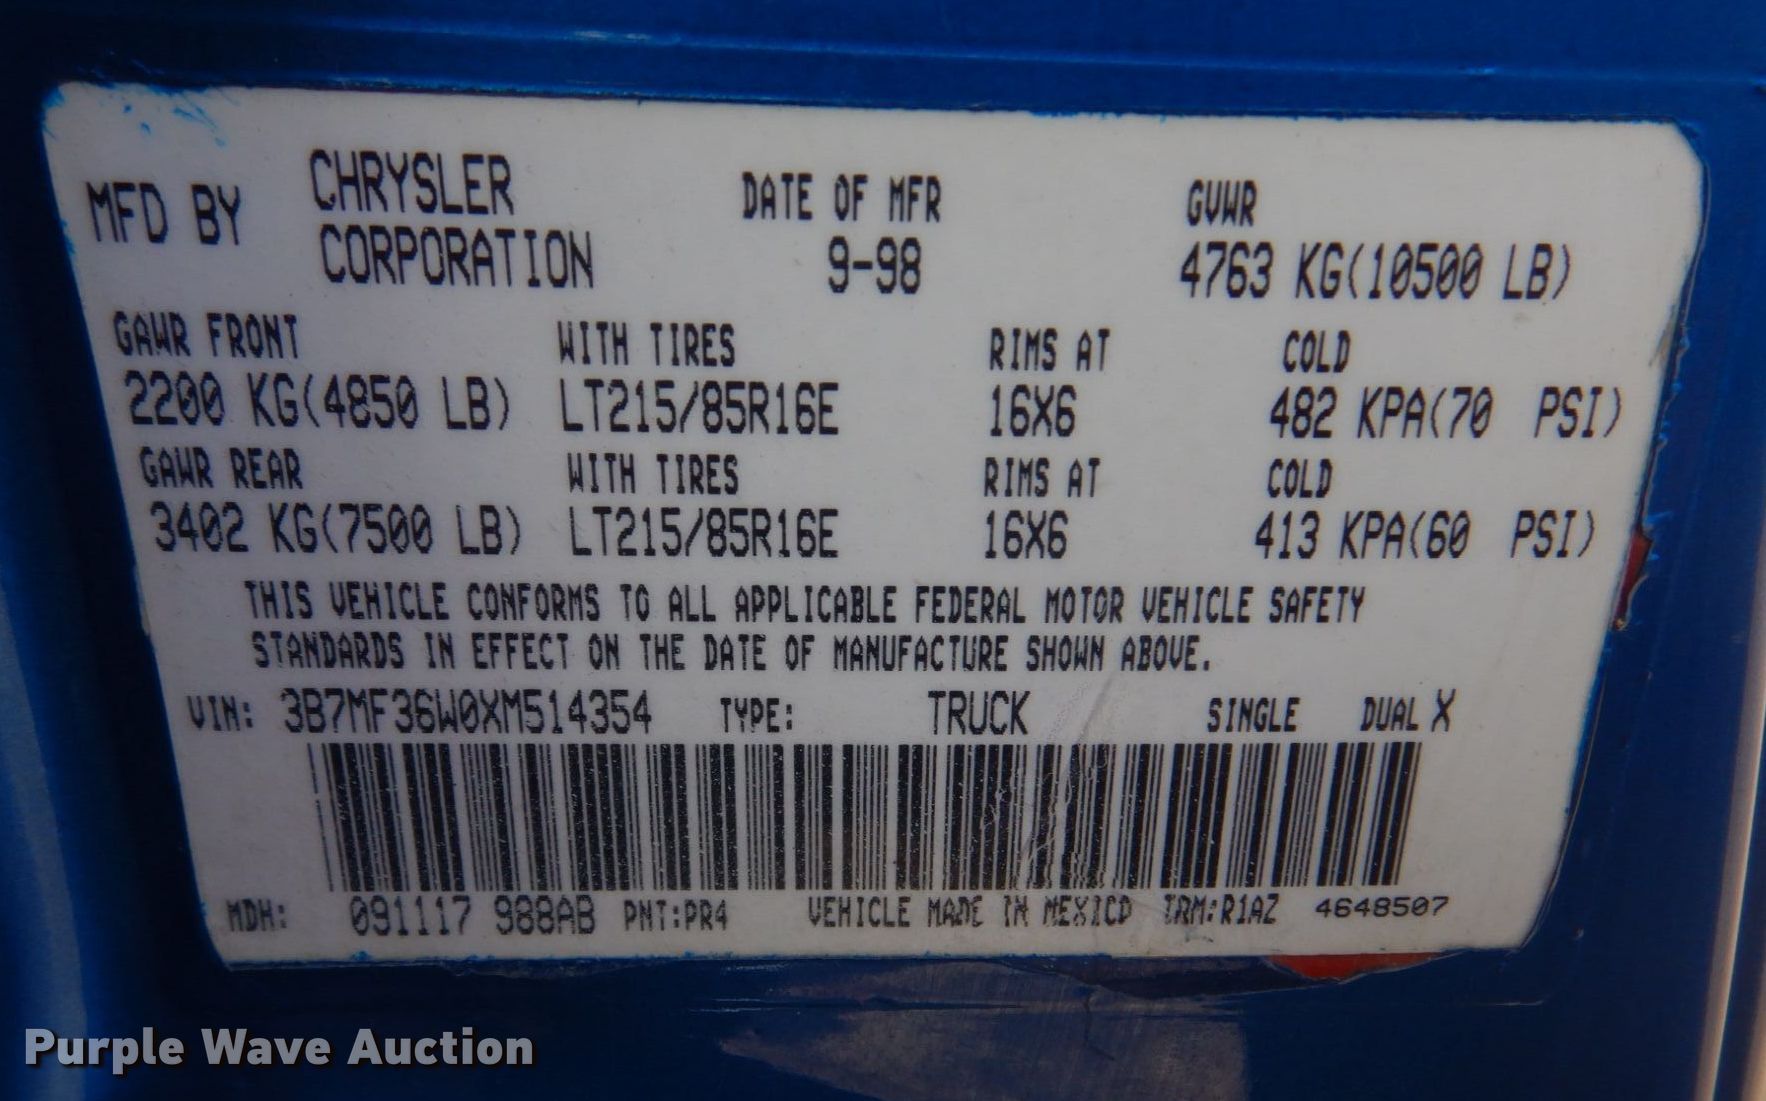 MFD BY CHRYSLER CORPORATION DATE OF MFR 9-98 GVWR 4763 KG(10500 LB)
GAWR FRONT WITH TIRES RIMS AT COLD
2200 KG(4850 LB) LT215/85R16E 16X6 482 KPA(70 PSI)
GAWR REAR WITH TIRES RIMS AT COLD
3402 KG(7500 LB) LT215/85R16E 16X6 413 KPA(60 PSI)
THIS VEHICLE CONFORMS TO ALL APPLICABLE FEDERAL MOTOR VEHICLE SAFETY
STANDARDS IN EFFECT ON THE DATE OF MANUFACTURE SHOWN ABOVE.
VIN: 3B7MF36W0XM514354 TYPE: TRUCK SINGLE DUAL X
MDH: 091117 988AB PNT:PR4 VEHICLE MADE IN MEXICO TRM:R1AZ 4648507
Purple Wave Auction